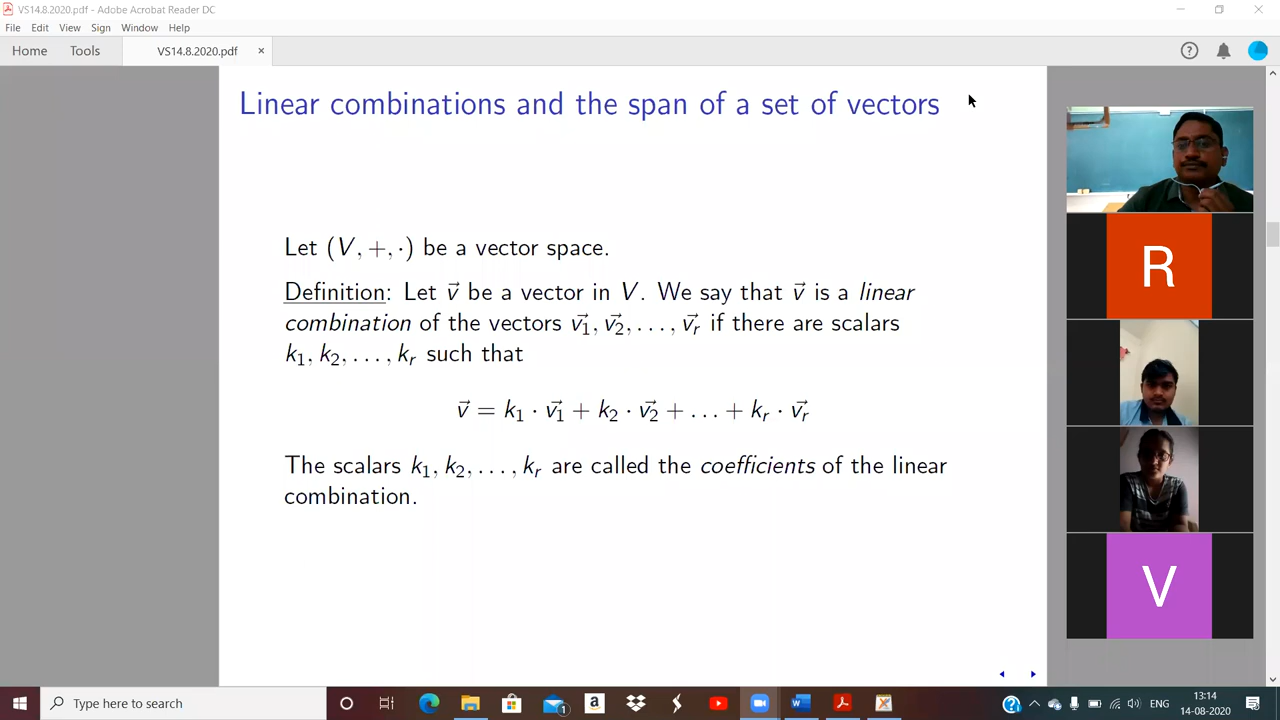 VS14.8.2020.pdf - Adobe Acrobat Reader DC
File Edit View Sign Window Help
Home Tools VS14.8.2020.pdf ×
Linear combinations and the span of a set of vectors
Let (V, +, ·) be a vector space.
Definition: Let v⃗ be a vector in V. We say that v⃗ is a linear
combination of the vectors v⃗₁, v⃗₂, . . . , v⃗ᵣ if there are scalars
k₁, k₂, . . . , kᵣ such that
v⃗ = k₁ · v⃗₁ + k₂ · v⃗₂ + . . . + kᵣ · v⃗ᵣ
The scalars k₁, k₂, . . . , kᵣ are called the coefficients of the linear
combination.
R
V
Type here to search
1
ENG
13:14
14-08-2020